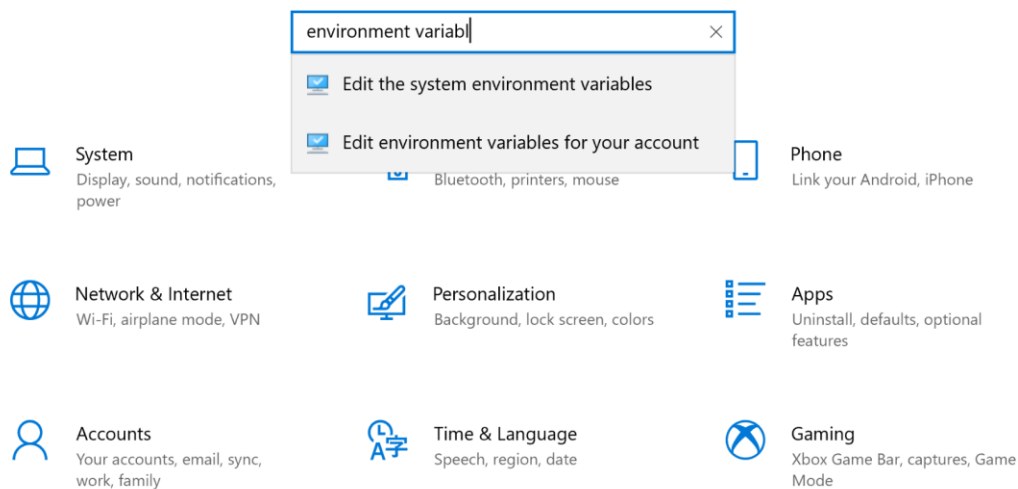 environment variabl
Edit the system environment variables
Edit environment variables for your account
System
Display, sound, notifications,
power
Bluetooth, printers, mouse
Phone
Link your Android, iPhone
Network & Internet
Wi-Fi, airplane mode, VPN
Personalization
Background, lock screen, colors
Apps
Uninstall, defaults, optional
features
Accounts
Your accounts, email, sync,
work, family
A字
Time & Language
Speech, region, date
Gaming
Xbox Game Bar, captures, Game
Mode